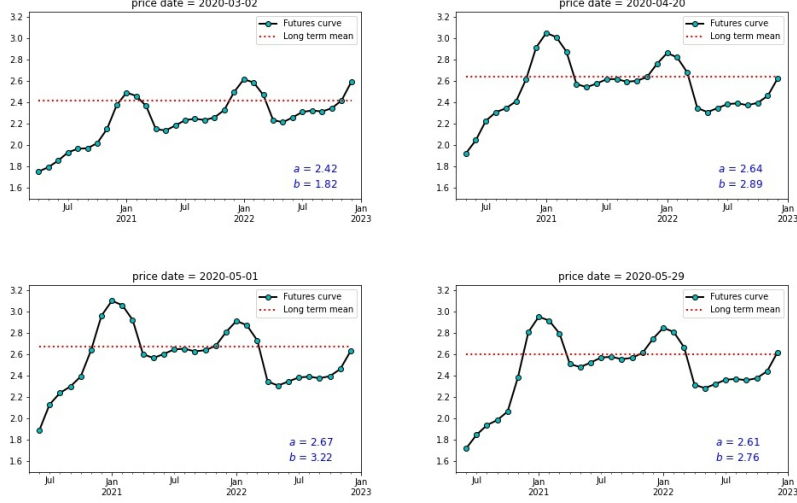 price date = 2020-03-02
3.2
3.0
2.8
2.6
2.4
2.2
2.0
1.8
1.6
Futures curve
Long term mean
a = 2.42
b = 1.82
Jul
Jan
2021
Jul
Jan
2022
Jul
Jan
2023
price date = 2020-04-20
3.2
3.0
2.8
2.6
2.4
2.2
2.0
1.8
1.6
Futures curve
Long term mean
a = 2.64
b = 2.89
Jul
Jan
2021
Jul
Jan
2022
Jul
Jan
2023
price date = 2020-05-01
3.2
3.0
2.8
2.6
2.4
2.2
2.0
1.8
1.6
Futures curve
Long term mean
a = 2.67
b = 3.22
Jan
2021
Jul
Jan
2022
Jul
Jan
2023
price date = 2020-05-29
3.2
3.0
2.8
2.6
2.4
2.2
2.0
1.8
1.6
Futures curve
Long term mean
a = 2.61
b = 2.76
Jan
2021
Jul
Jan
2022
Jul
Jan
2023